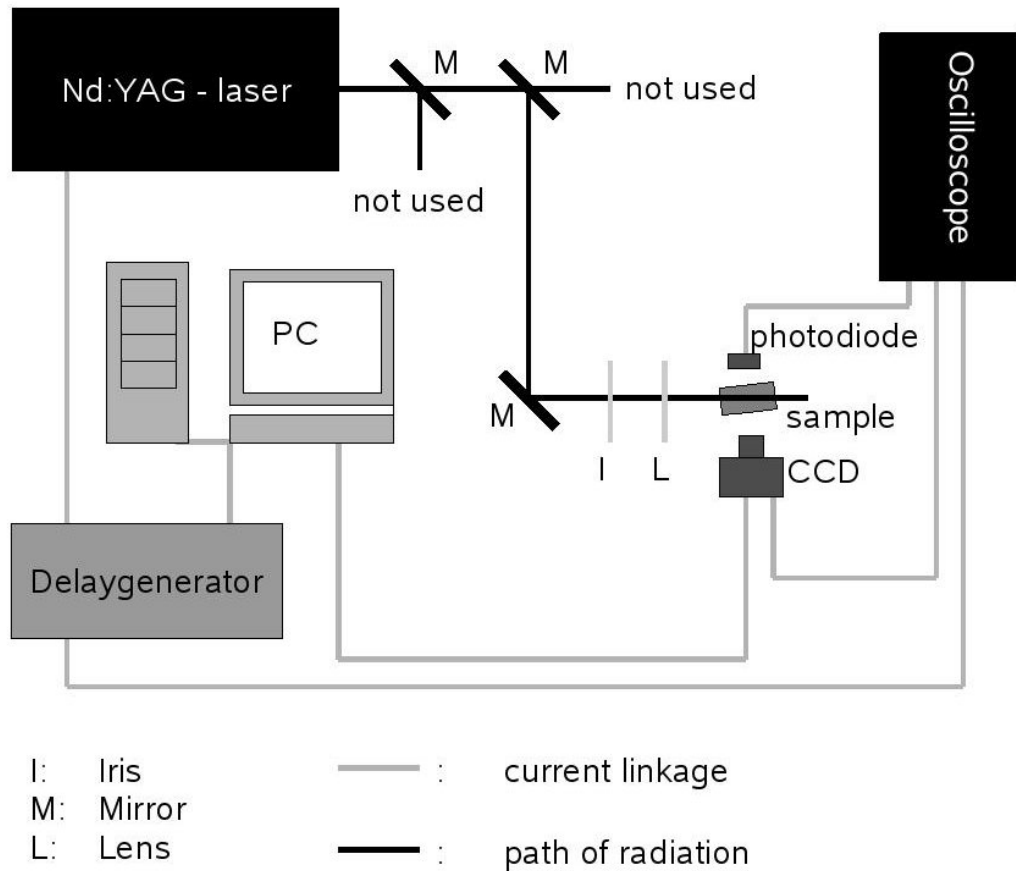 Nd:YAG - laser
M
M
not used
not used
Oscilloscope
PC
photodiode
M
I
L
sample
CCD
Delaygenerator
I: Iris
: current linkage
M: Mirror
L: Lens
: path of radiation